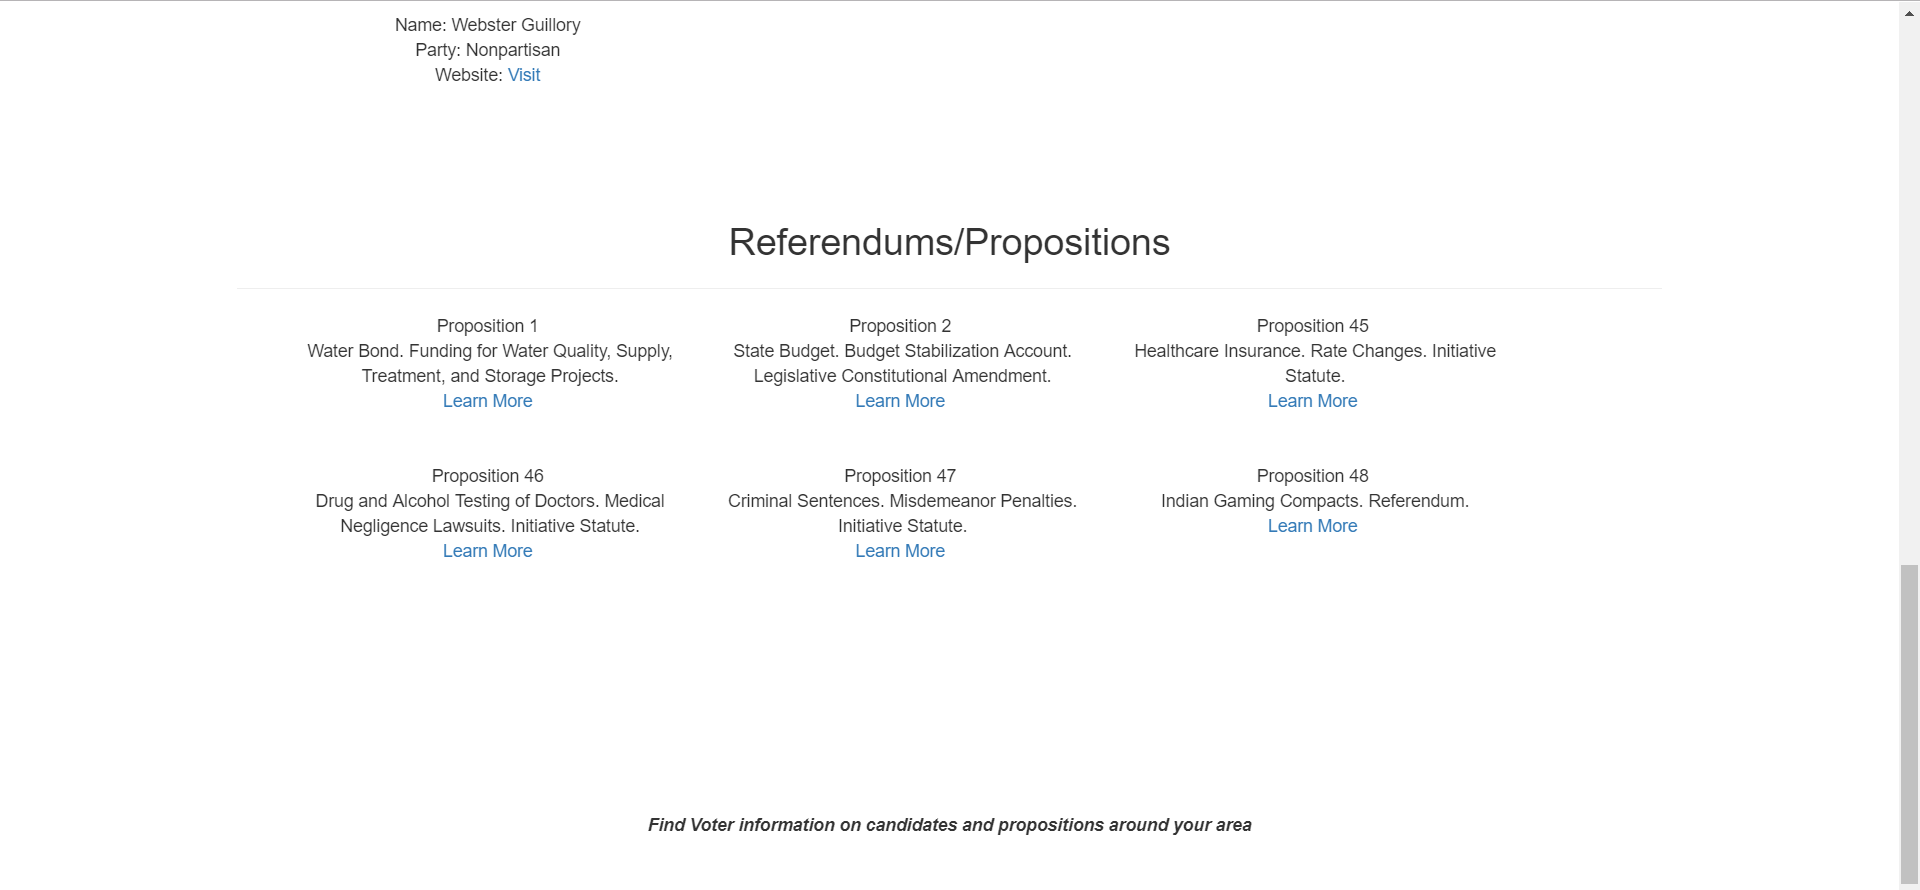 Name: Webster Guillory
Party: Nonpartisan
Website: Visit
Referendums/Propositions
Proposition 1
Water Bond. Funding for Water Quality, Supply,
Treatment, and Storage Projects.
Learn More
Proposition 2
State Budget. Budget Stabilization Account.
Legislative Constitutional Amendment.
Learn More
Proposition 45
Healthcare Insurance. Rate Changes. Initiative
Statute.
Learn More
Proposition 46
Drug and Alcohol Testing of Doctors. Medical
Negligence Lawsuits. Initiative Statute.
Learn More
Proposition 47
Criminal Sentences. Misdemeanor Penalties.
Initiative Statute.
Learn More
Proposition 48
Indian Gaming Compacts. Referendum.
Learn More
Find Voter information on candidates and propositions around your area